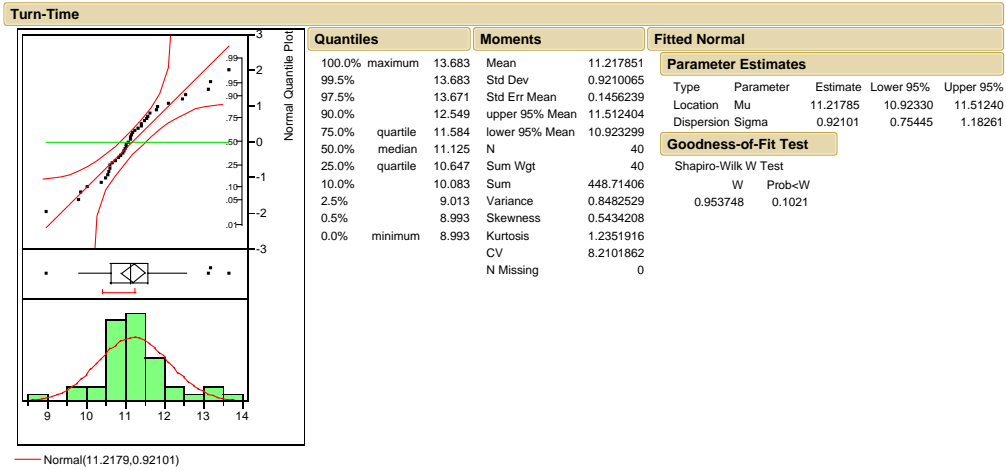 Turn-Time
3
2
1
0
-1
-2
-3
.99
.95
.90
.75
.50
.25
.10
.05
.01
Normal Quantile Plot
9 10 11 12 13 14
Normal(11.2179,0.92101)
Quantiles
100.0% maximum 13.683
99.5% 13.683
97.5% 13.671
90.0% 12.549
75.0% quartile 11.584
50.0% median 11.125
25.0% quartile 10.647
10.0% 10.083
2.5% 9.013
0.5% 8.993
0.0% minimum 8.993
Moments
Mean 11.217851
Std Dev 0.9210065
Std Err Mean 0.1456239
upper 95% Mean 11.512404
lower 95% Mean 10.923299
N 40
Sum Wgt 40
Sum 448.71406
Variance 0.8482529
Skewness 0.5434208
Kurtosis 1.2351916
CV 8.2101862
N Missing 0
Fitted Normal
Parameter Estimates
Type Parameter Estimate Lower 95% Upper 95%
Location Mu 11.21785 10.92330 11.51240
Dispersion Sigma 0.92101 0.75445 1.18261
Goodness-of-Fit Test
Shapiro-Wilk W Test
W Prob<W
0.953748 0.1021